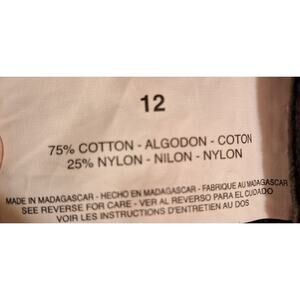 12
75% COTTON - ALGODON - COTON
25% NYLON - NILON - NYLON
MADE IN MADAGASCAR - HECHO EN MADAGASCAR - FABRIQUE AU MADAGASCAR
SEE REVERSE FOR CARE - VER AL REVERSO PARA EL CUIDADO
VOIR LES INSTRUCTIONS D'ENTRETIEN AU DOS